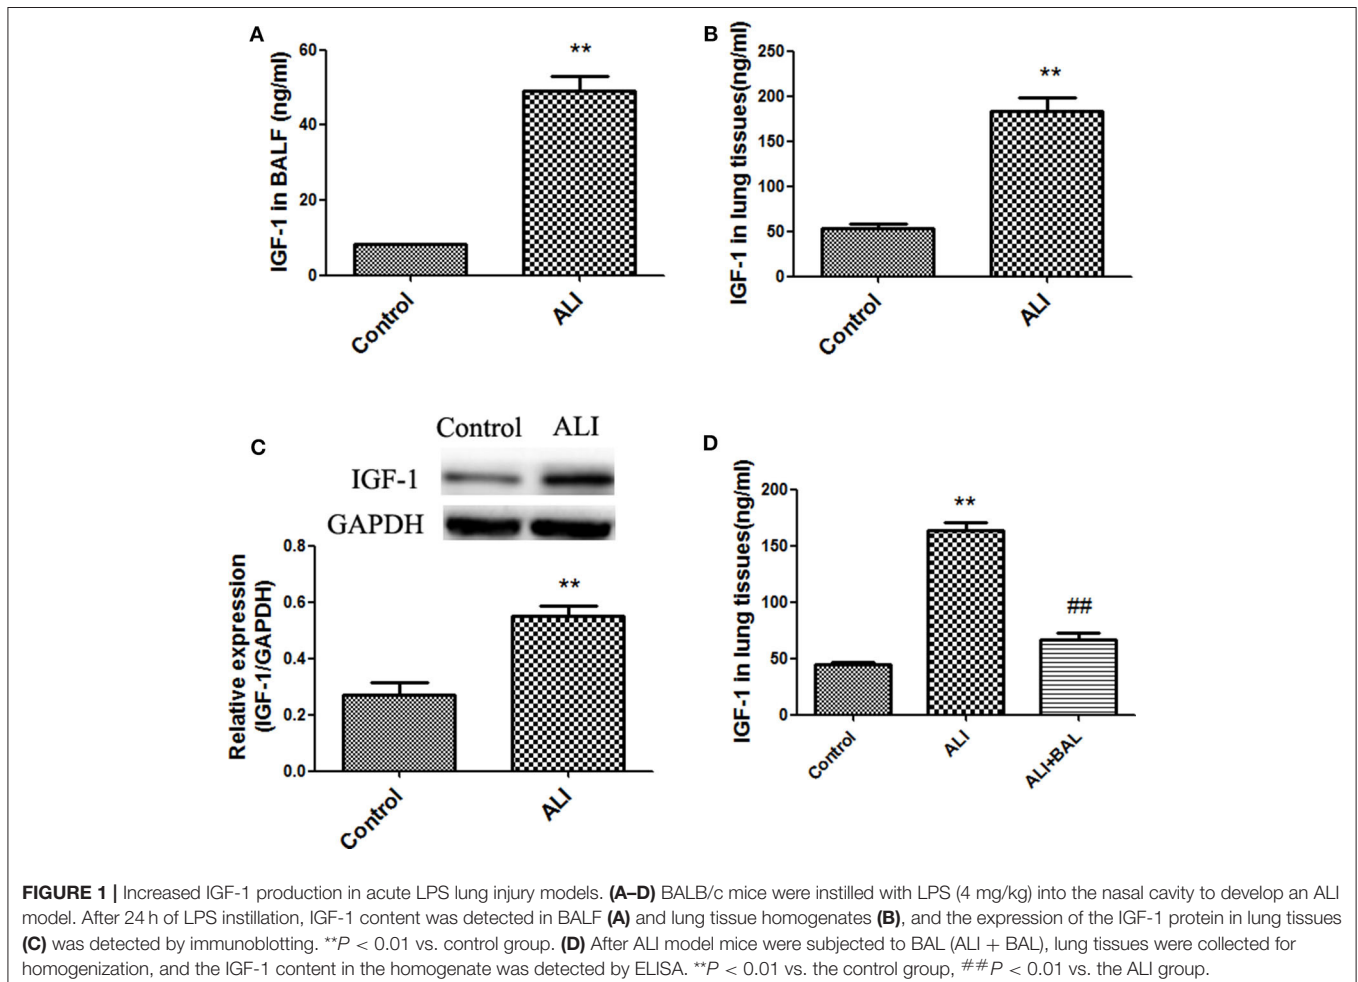 A
IGF-1 in BALF (ng/ml)
60
40
20
0
**
Control
ALI
B
IGF-1 in lung tissues(ng/ml)
250
200
150
100
50
0
**
Control
ALI
C
Control ALI
IGF-1
GAPDH
Relative expression
(IGF-1/GAPDH)
0.8
0.6
0.4
0.2
0.0
**
Control
ALI
D
IGF-1 in lung tissues(ng/ml)
200
150
100
50
0
**
##
Control
ALI
ALI+BAL
FIGURE 1 | Increased IGF-1 production in acute LPS lung injury models. (A–D) BALB/c mice were instilled with LPS (4 mg/kg) into the nasal cavity to develop an ALI
model. After 24 h of LPS instillation, IGF-1 content was detected in BALF (A) and lung tissue homogenates (B), and the expression of the IGF-1 protein in lung tissues
(C) was detected by immunoblotting. **P < 0.01 vs. control group. (D) After ALI model mice were subjected to BAL (ALI + BAL), lung tissues were collected for
homogenization, and the IGF-1 content in the homogenate was detected by ELISA. **P < 0.01 vs. the control group, ##P < 0.01 vs. the ALI group.